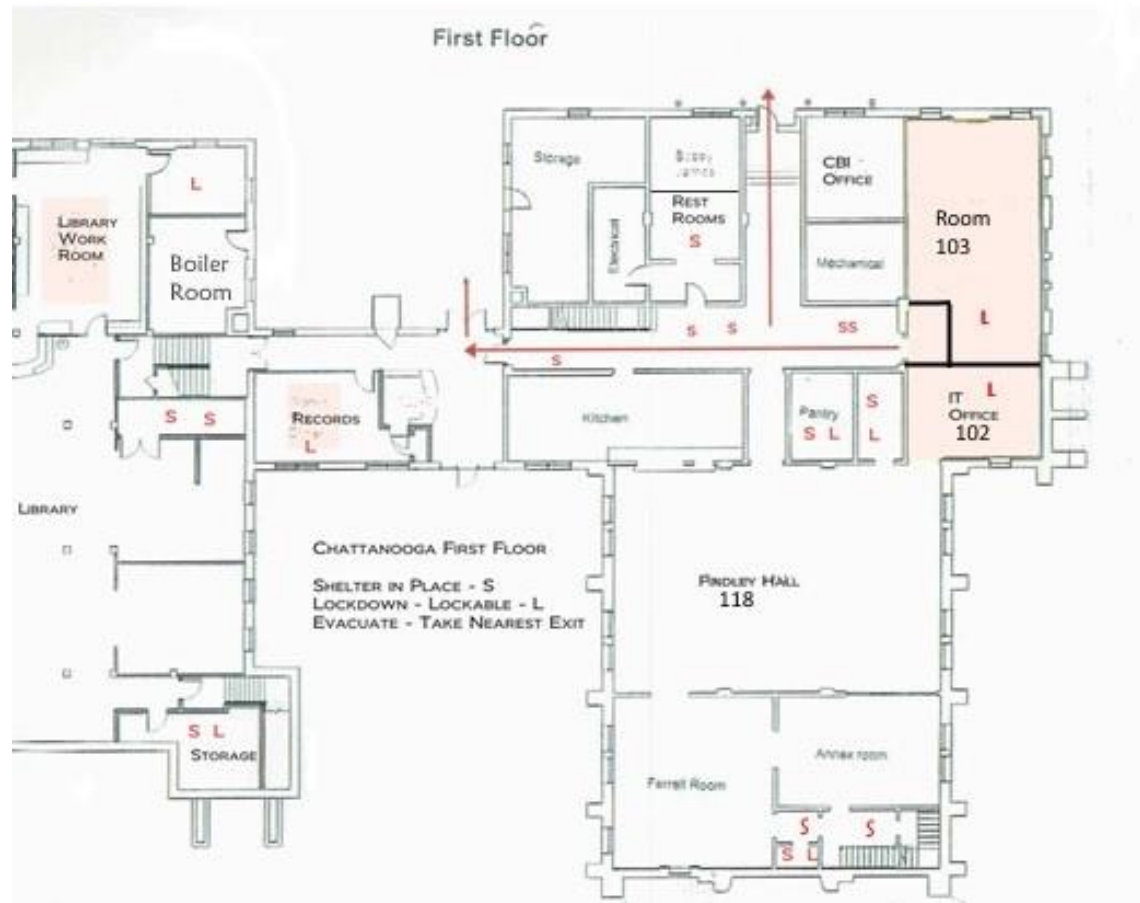 First Floor
Storage
REST
ROOMS
S
Electrical
CBI
OFFICE
Mechanical
Room
103
L
L
LIBRARY
WORK
ROOM
Boiler
Room
S S
SS
S
RECORDS
L
Kitchen
Pantry
S L
S
L
IT L
OFFICE
102
S S
LIBRARY
CHATTANOOGA FIRST FLOOR
SHELTER IN PLACE - S
LOCKDOWN - LOCKABLE - L
EVACUATE - TAKE NEAREST EXIT
FINDLEY HALL
118
S L
STORAGE
Ferrell Room
Annex room
S
S
S L